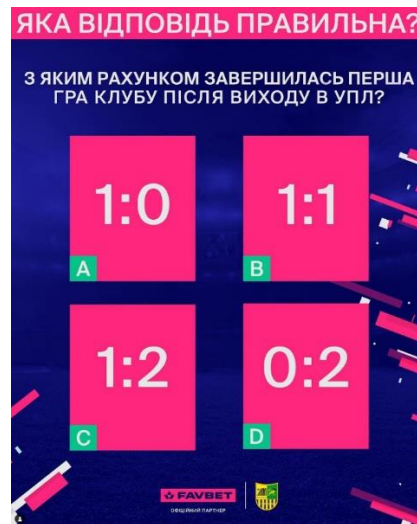 ЯКА ВІДПОВІДЬ ПРАВИЛЬНА?
З ЯКИМ РАХУНКОМ ЗАВЕРШИЛАСЬ ПЕРША
ГРА КЛУБУ ПІСЛЯ ВИХОДУ В УПЛ?
1:0
A
1:1
B
1:2
C
0:2
D
FAVBET
ОФІЦІЙНИЙ ПАРТНЕР